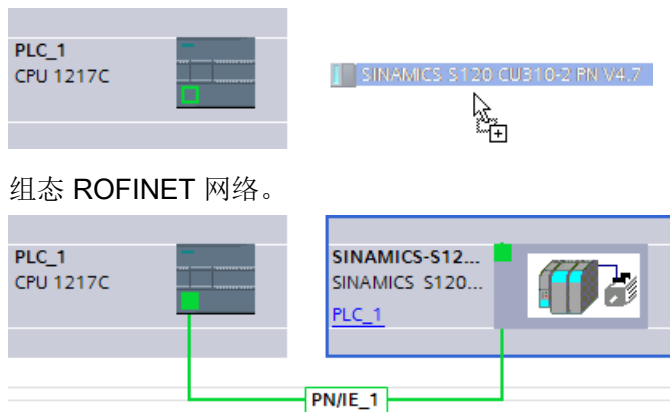 PLC_1
CPU 1217C
SINAMICS S120 CU310-2 PN V4.7
组态 ROFINET 网络。
PLC_1
CPU 1217C
SINAMICS-S12...
SINAMICS S120...
PLC_1
PN/IE_1